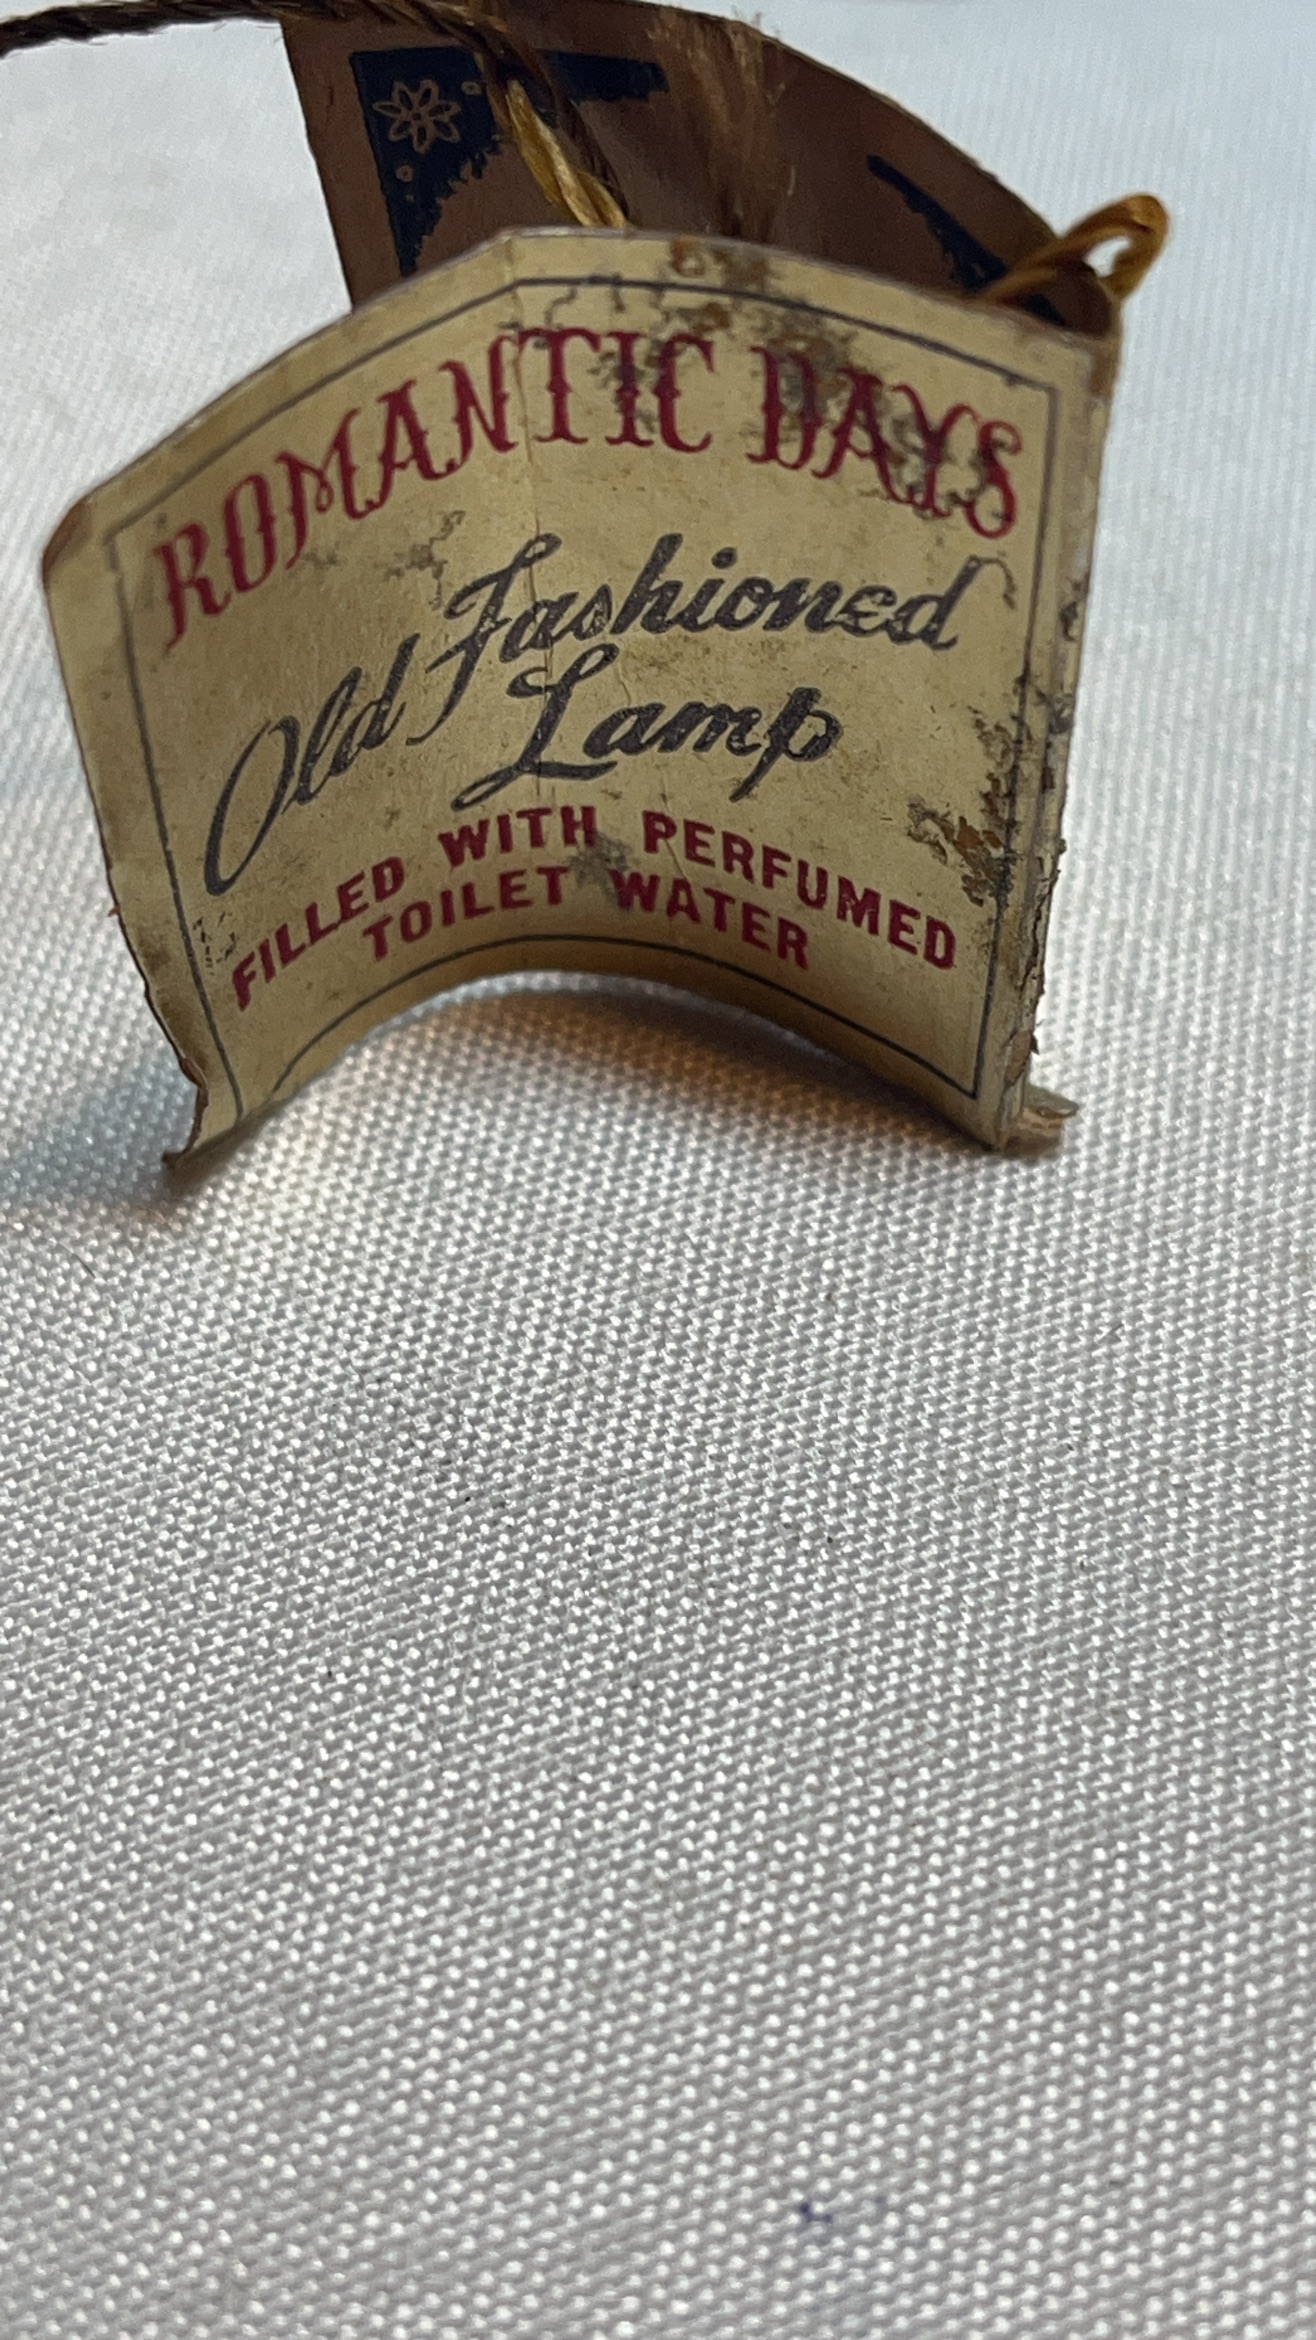 ROMANTIC DAYS
Old Fashioned
Lamp
FILLED WITH PERFUMED
TOILET WATER